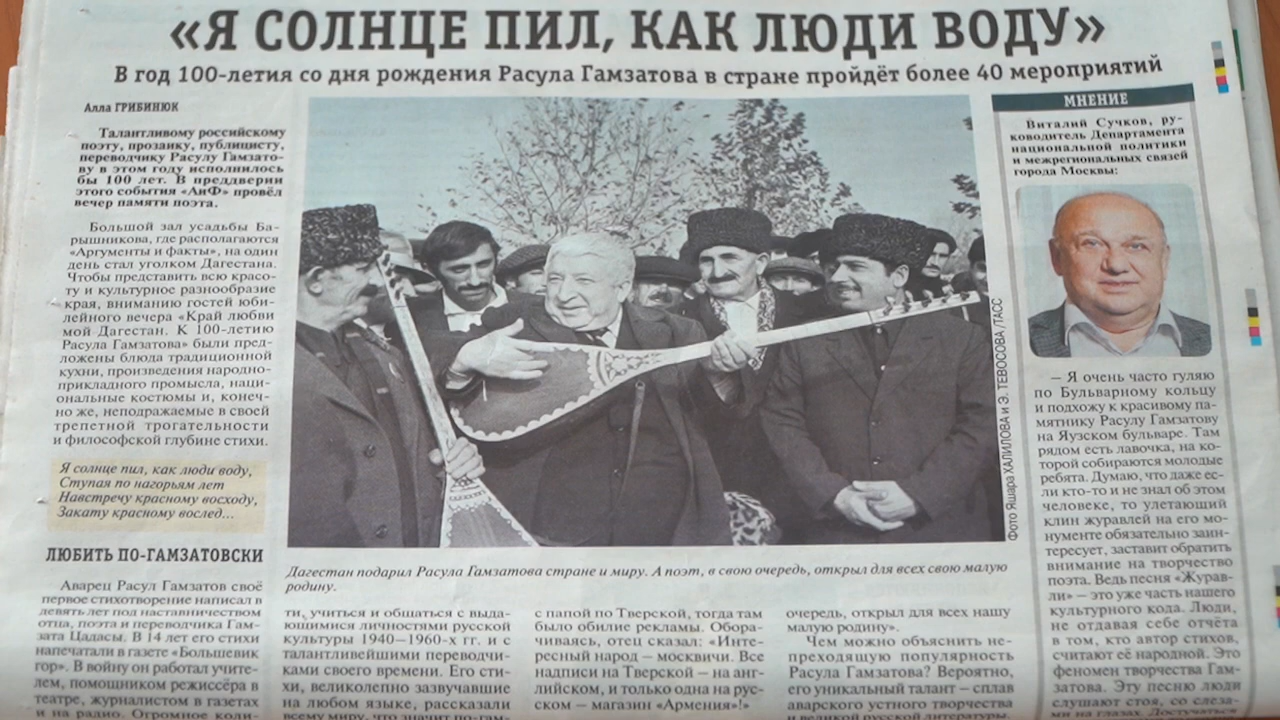 «Я СОЛНЦЕ ПИЛ, КАК ЛЮДИ ВОДУ»
В год 100-летия со дня рождения Расула Гамзатова в стране пройдёт более 40 мероприятий
Алла ГРИБИНЮК
Талантливому российскому
поэту, прозаику, публицисту,
переводчику Расулу Гамзато-
ву в этом году исполнилось
бы 100 лет. В преддверии
этого события «АиФ» провёл
вечер памяти поэта.
Большой зал усадьбы Ба-
рышникова, где располагаются
«Аргументы и факты», на один
день стал уголком Дагестана.
Чтобы представить всю красо-
ту и культурное разнообразие
края, вниманию гостей юби-
лейного вечера «Край любви
мой Дагестан. К 100-летию
Расула Гамзатова» были пред-
ложены блюда традиционной
кухни, произведения народно-
прикладного промысла, наци-
ональные костюмы и, конеч-
но же, неподражаемые в своей
трепетной трогательности
и философской глубине стихи.
Я солнце пил, как люди воду,
Ступая по нагорьям лет
Навстречу красному восходу,
Закату красному вослед...
ЛЮБИТЬ ПО-ГАМЗАТОВСКИ
Аварец Расул Гамзатов своё
первое стихотворение написал в
девять лет под наставничеством
отца, поэта и переводчика Гам-
зата Цадасы. В 14 лет его стихи
напечатали в газете «Большевик
гор». В войну он работал учите-
лем, помощником режиссёра в
театре, журналистом в газетах
и на радио. Огромное коли-
Фото Яшара ХАЛИЛОВА и Э. ТЕВОСОВА /ТАСС
Дагестан подарил Расула Гамзатова стране и миру. А поэт, в свою очередь, открыл для всех свою малую
родину.
ти, учиться и общаться с выда-
ющимися личностями русской
культуры 1940–1960-х гг. и с
талантливейшими переводчи-
ками своего времени. Его сти-
хи, великолепно зазвучавшие
на любом языке, рассказали
всему миру, что значит по-гам-
с папой по Тверской, тогда там
было обилие рекламы. Обора-
чиваясь, отец сказал: «Инте-
ресный народ – москвичи. Все
надписи на Тверской – на анг-
лийском, и только одна на рус-
ском – магазин «Армения»!»
очередь, открыл для всех нашу
малую родину».
Чем можно объяснить не-
преходящую популярность
Расула Гамзатова? Вероятно,
его уникальный талант – сплав
аварского устного творчества
и великой русской литературы.
МНЕНИЕ
Виталий Сучков, ру-
ководитель Департамента
национальной политики
и межрегиональных связей
города Москвы:
– Я очень часто гуляю
по Бульварному кольцу
и подхожу к красивому па-
мятнику Расулу Гамзатову
на Яузском бульваре. Там
рядом есть лавочка, на ко-
торой собираются молодые
ребята. Думаю, что даже ес-
ли кто-то и не знал об этом
человеке, то улетающий
клин журавлей на его мо-
нументе обязательно заин-
тересует, заставит обратить
внимание на творчество
поэта. Ведь песня «Журав-
ли» – это уже часть нашего
культурного кода. Люди,
не отдавая себе отчёта
в том, кто автор стихов,
считают её народной. Это
феномен творчества Гам-
затова. Эту песню люди
слушают стоя, со слеза-
ми на глазах.